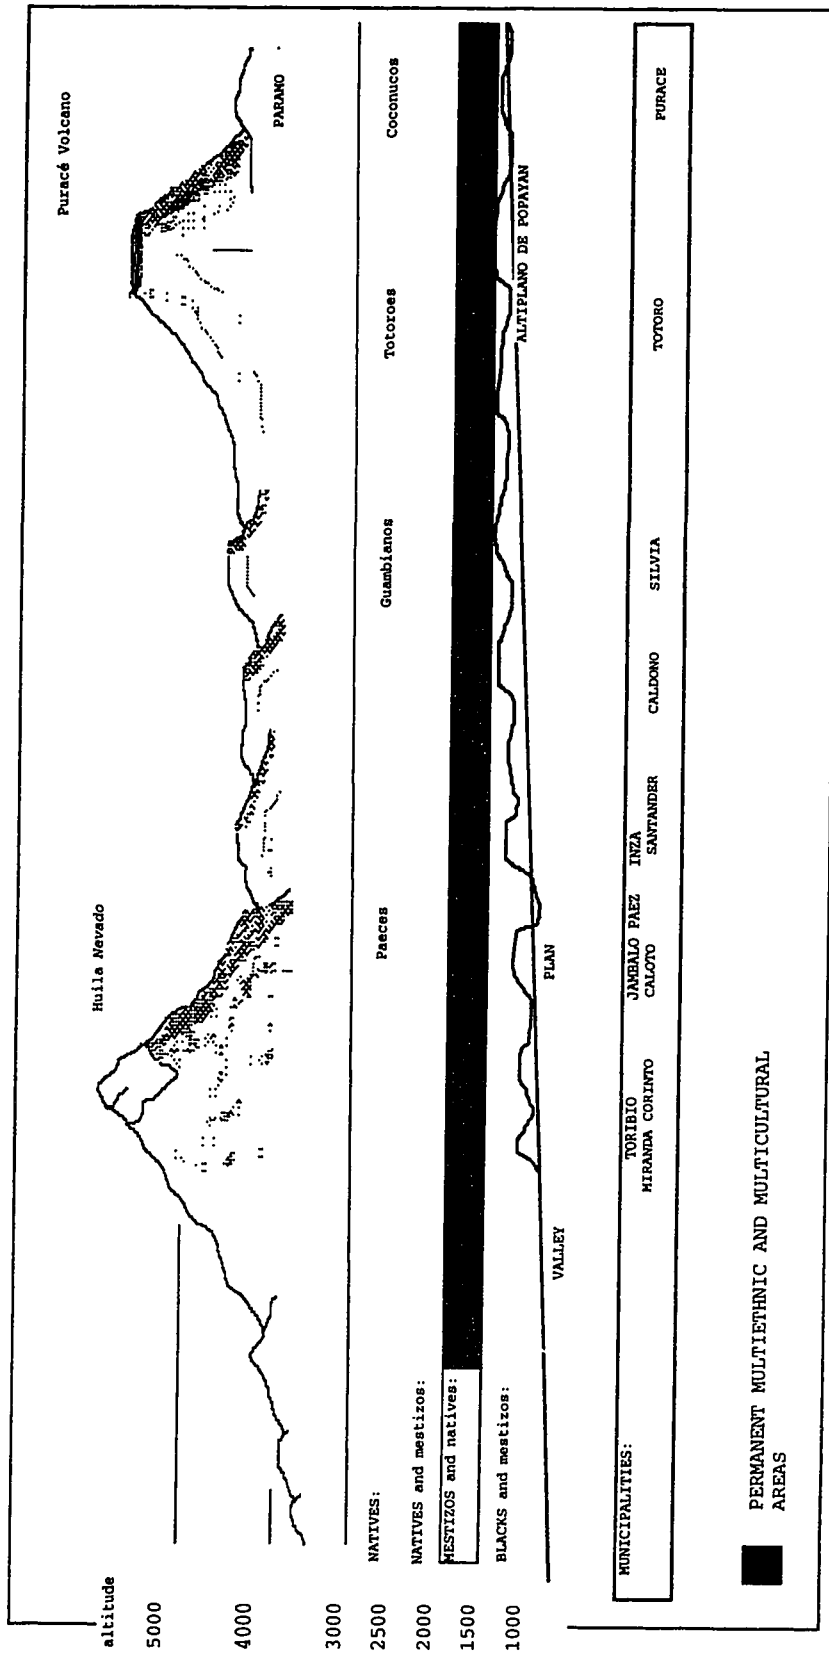 altitude
5000
4000
3000
2500
2000
1500
1000
Huila Nevado
Puracé Volcano
PARAMO
NATIVES:
Paeces
Guambianos
Totoroes
Coconucos
NATIVES and mestizos:
MESTIZOS and natives:
BLACKS and mestizos:
VALLEY
PLAN
ALTIPLANO DE POPAYAN
MUNICIPALITIES:
TORIBIO JAMBALO PAEZ INZA
MIRANDA CORINTO CALOTO SANTANDER CALDONO SILVIA TOTORO PURACE
PERMANENT MULTIETHNIC AND MULTICULTURAL
AREAS